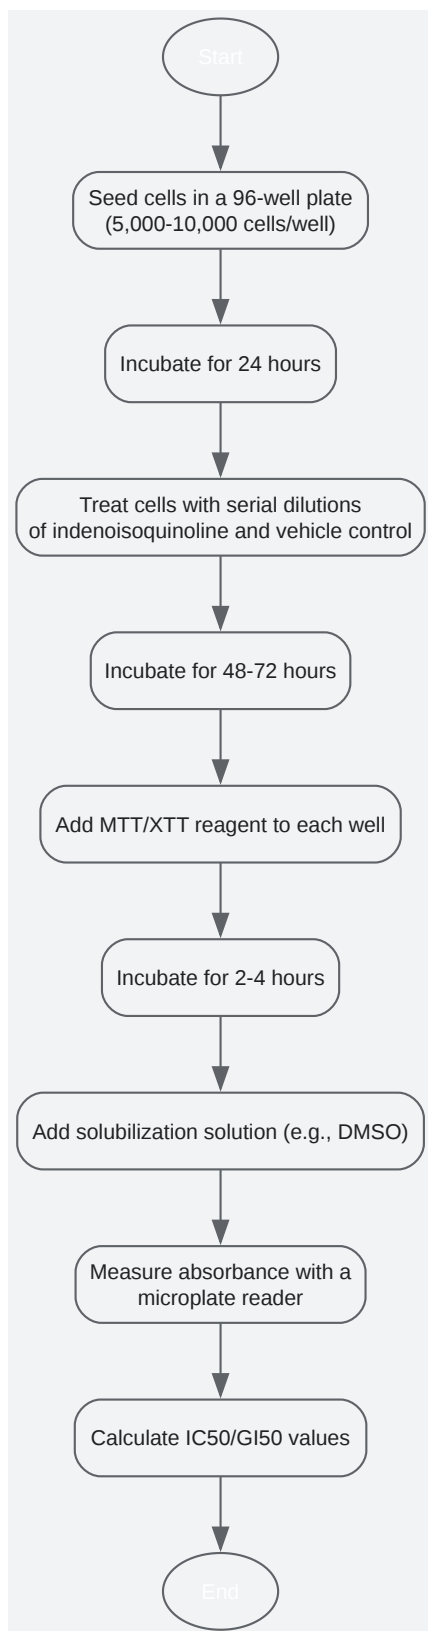 Start
Seed cells in a 96-well plate
(5,000-10,000 cells/well)
Incubate for 24 hours
Treat cells with serial dilutions
of indenoisoquinoline and vehicle control
Incubate for 48-72 hours
Add MTT/XTT reagent to each well
Incubate for 2-4 hours
Add solubilization solution (e.g., DMSO)
Measure absorbance with a
microplate reader
Calculate IC50/GI50 values
End